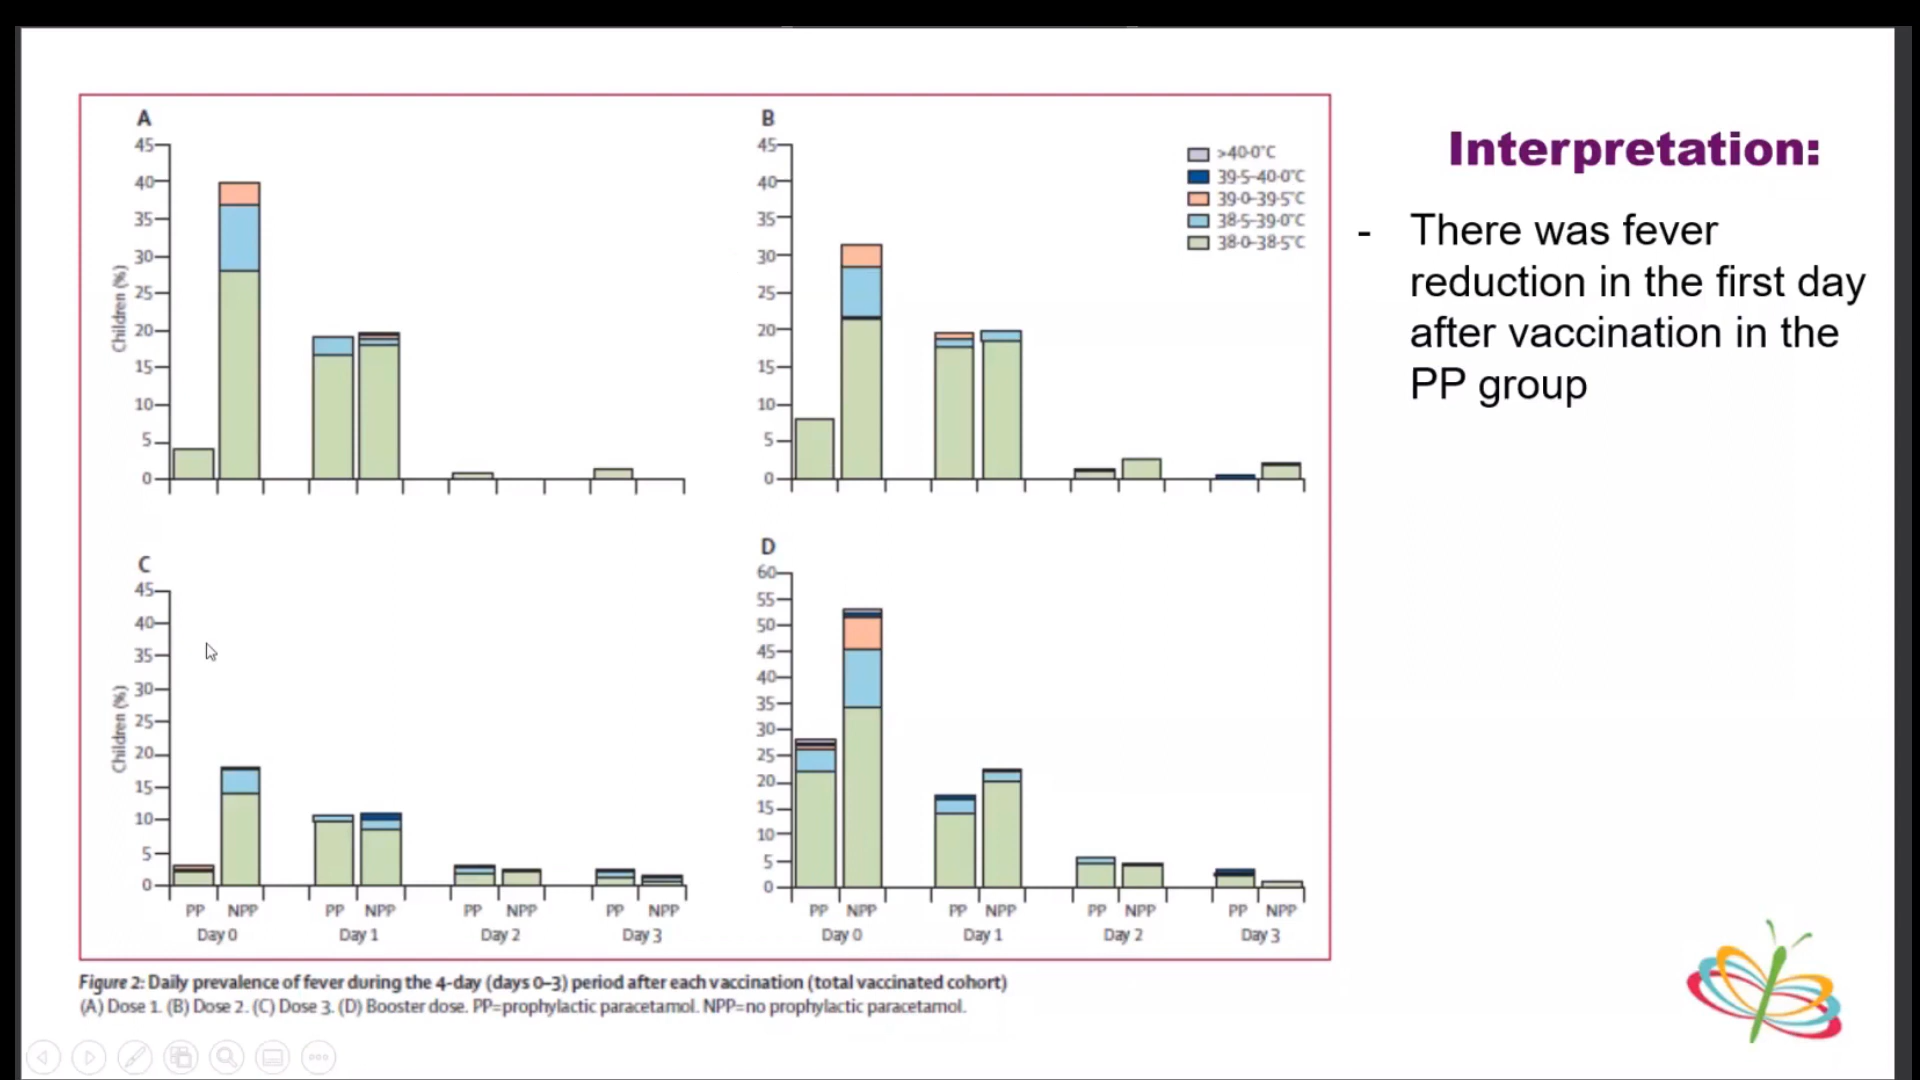 A
45
40
35
30
25
20
15
10
5
0
Children (%)
B
45
40
35
30
25
20
15
10
5
0
>40·0°C
39·5–40·0°C
39·0–39·5°C
38·5–39·0°C
38·0–38·5°C
C
45
40
35
30
25
20
15
10
5
0
Children (%)
PP NPP PP NPP PP NPP PP NPP
Day 0 Day 1 Day 2 Day 3
D
60
55
50
45
40
35
30
25
20
15
10
5
0
PP NPP PP NPP PP NPP PP NPP
Day 0 Day 1 Day 2 Day 3
Figure 2: Daily prevalence of fever during the 4-day (days 0–3) period after each vaccination (total vaccinated cohort)
(A) Dose 1. (B) Dose 2. (C) Dose 3. (D) Booster dose. PP=prophylactic paracetamol. NPP=no prophylactic paracetamol.
Interpretation:
- There was fever
reduction in the first day
after vaccination in the
PP group